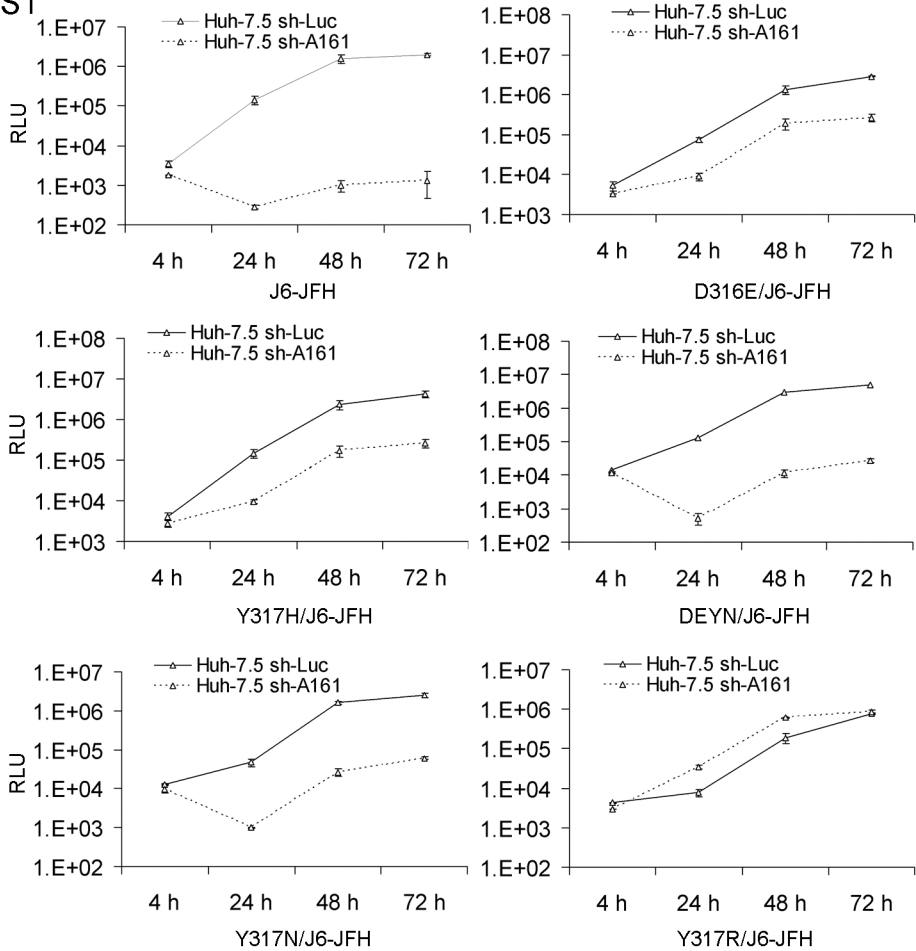 S1
Huh-7.5 sh-Luc
Huh-7.5 sh-A161
1.E+07
1.E+06
1.E+05
1.E+04
1.E+03
1.E+02
RLU
4 h 24 h 48 h 72 h
J6-JFH
Huh-7.5 sh-Luc
Huh-7.5 sh-A161
1.E+08
1.E+07
1.E+06
1.E+05
1.E+04
1.E+03
4 h 24 h 48 h 72 h
D316E/J6-JFH
Huh-7.5 sh-Luc
Huh-7.5 sh-A161
1.E+08
1.E+07
1.E+06
1.E+05
1.E+04
1.E+03
RLU
4 h 24 h 48 h 72 h
Y317H/J6-JFH
Huh-7.5 sh-Luc
Huh-7.5 sh-A161
1.E+08
1.E+07
1.E+06
1.E+05
1.E+04
1.E+03
1.E+02
4 h 24 h 48 h 72 h
DEYN/J6-JFH
Huh-7.5 sh-Luc
Huh-7.5 sh-A161
1.E+07
1.E+06
1.E+05
1.E+04
1.E+03
1.E+02
RLU
4 h 24 h 48 h 72 h
Y317N/J6-JFH
Huh-7.5 sh-Luc
Huh-7.5 sh-A161
1.E+07
1.E+06
1.E+05
1.E+04
1.E+03
1.E+02
4 h 24 h 48 h 72 h
Y317R/J6-JFH